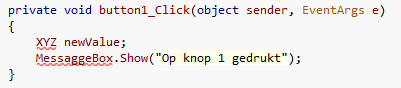 private void button1_Click(object sender, EventArgs e)
{
XYZ newValue;
MessaggeBox.Show("Op knop 1 gedrukt");
}